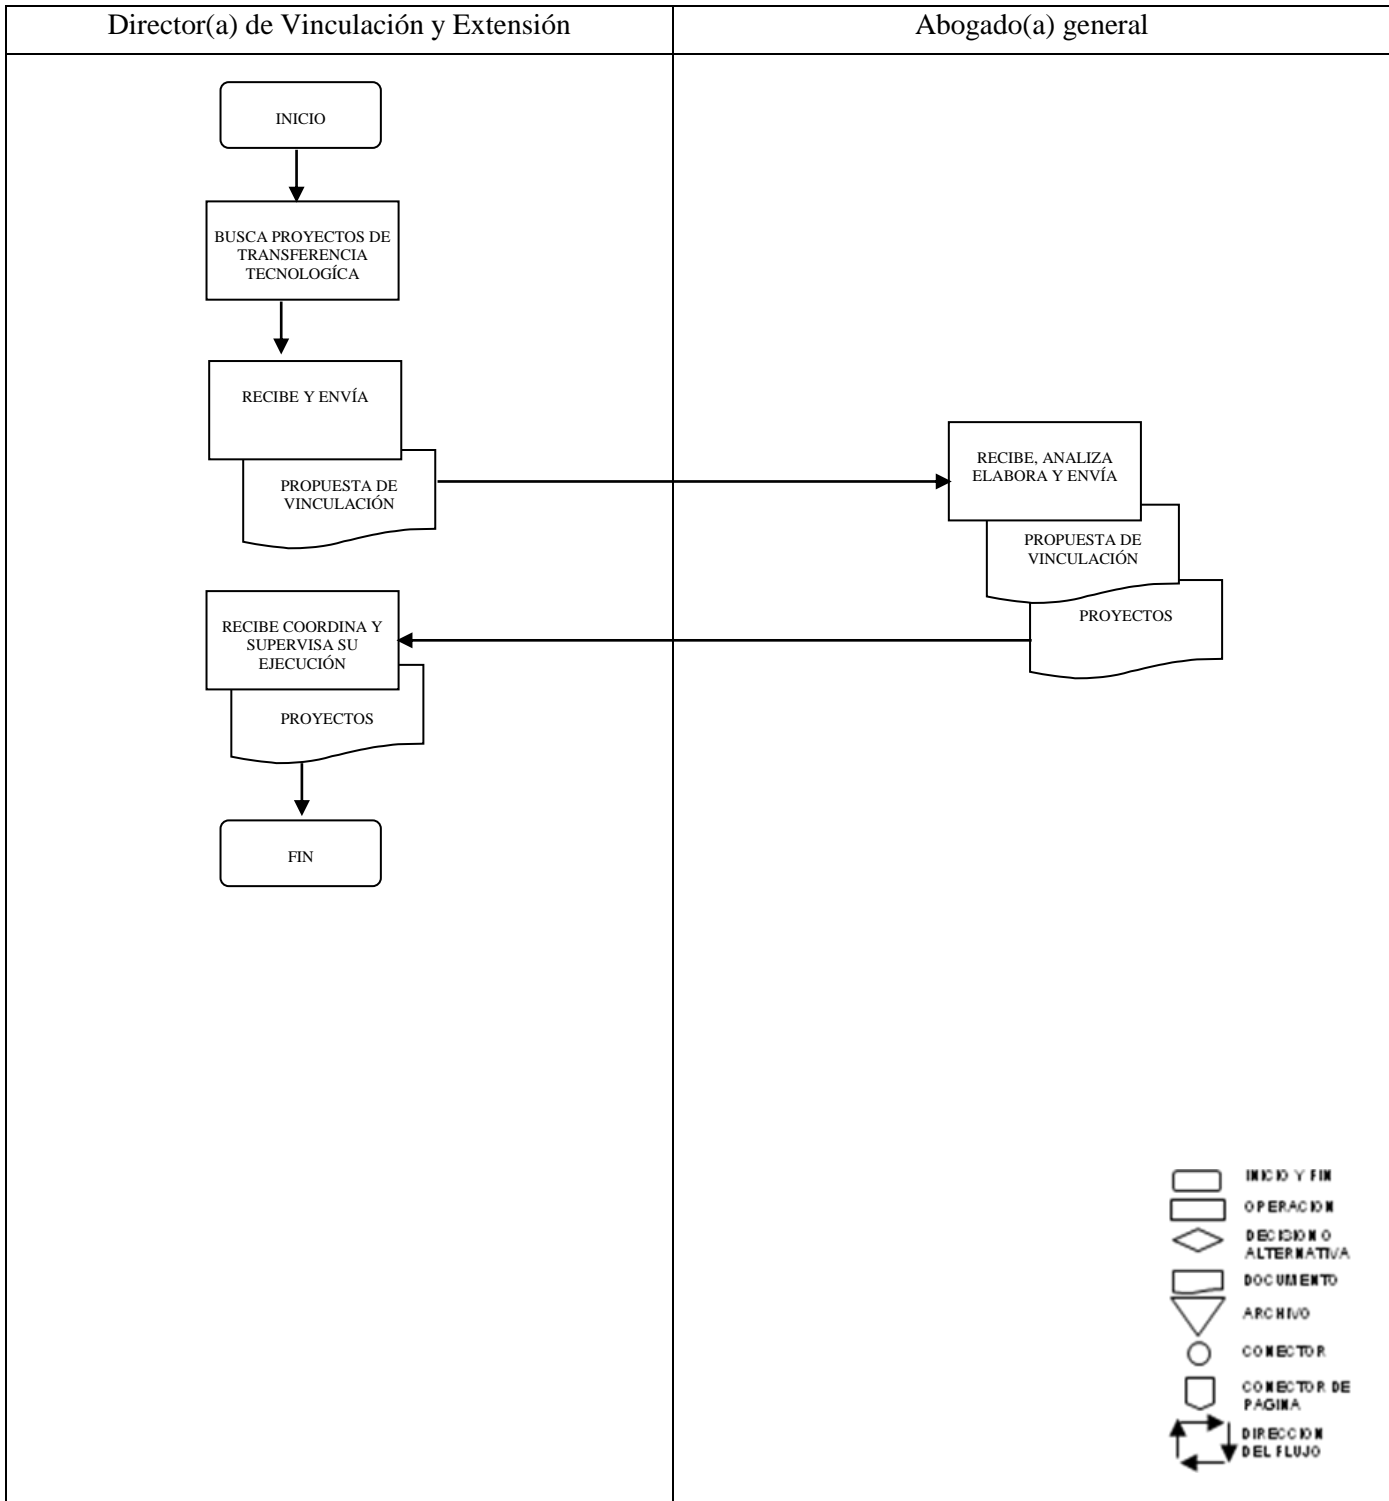 Director(a) de Vinculación y Extensión
Abogado(a) general
INICIO
BUSCA PROYECTOS DE
TRANSFERENCIA
TECNOLOGÍCA
RECIBE Y ENVÍA
PROPUESTA DE
VINCULACIÓN
RECIBE, ANALIZA
ELABORA Y ENVÍA
PROPUESTA DE
VINCULACIÓN
PROYECTOS
RECIBE COORDINA Y
SUPERVISA SU
EJECUCIÓN
PROYECTOS
FIN
INICIO Y FIN
OPERACION
DECISION O
ALTERNATIVA
DOCUMENTO
ARCHIVO
CONECTOR
CONECTOR DE
PAGINA
DIRECCION
DEL FLUJO